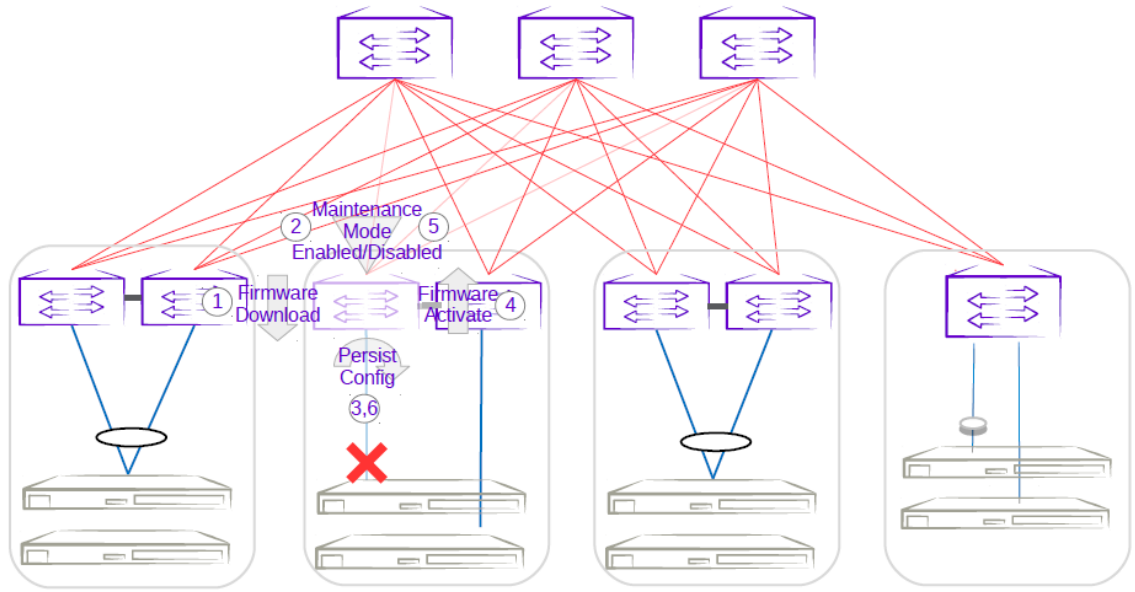 2
Maintenance
Mode
Enabled/Disabled
5
1
Firmware
Download
Firmware
Activate
4
Persist
Config
3,6